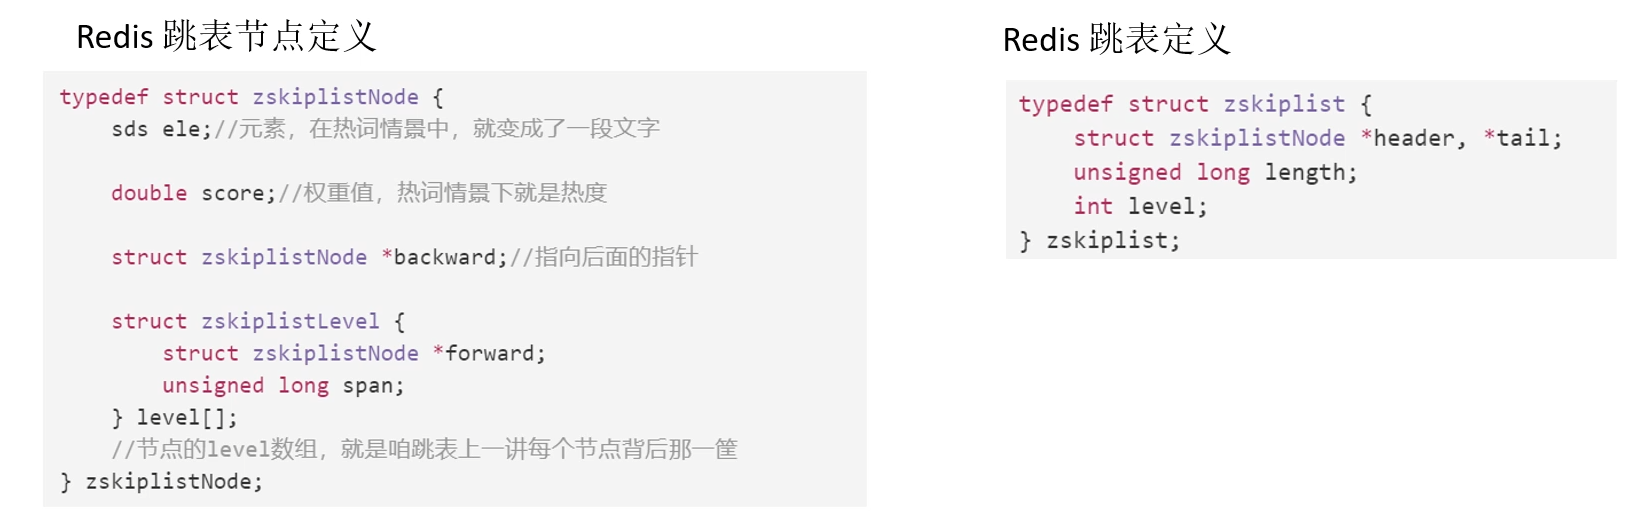 Redis 跳表节点定义
typedef struct zskiplistNode {
sds ele;//元素，在热词情景中，就变成了一段文字
double score;//权重值，热词情景下就是热度
struct zskiplistNode *backward;//指向后面的指针
struct zskiplistLevel {
struct zskiplistNode *forward;
unsigned long span;
} level[];
//节点的level数组，就是咱跳表上一讲每个节点背后那一筐
} zskiplistNode;
Redis 跳表定义
typedef struct zskiplist {
struct zskiplistNode *header, *tail;
unsigned long length;
int level;
} zskiplist;